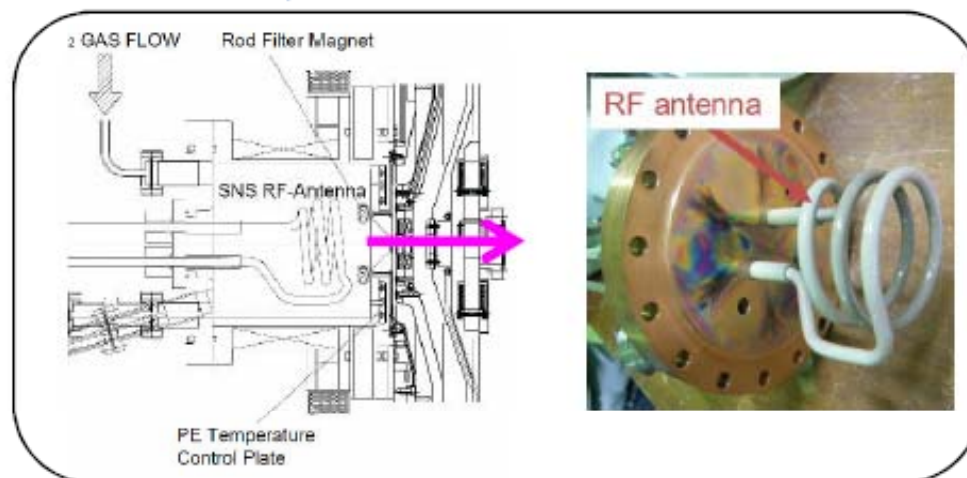 2 GAS FLOW
Rod Filter Magnet
SNS RF-Antenna
PE Temperature
Control Plate
RF antenna